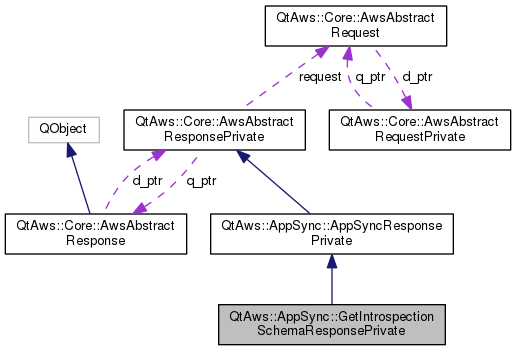 QtAws::Core::AwsAbstract
Request
request
q_ptr
d_ptr
QObject
QtAws::Core::AwsAbstract
ResponsePrivate
QtAws::Core::AwsAbstract
RequestPrivate
d_ptr
q_ptr
QtAws::Core::AwsAbstract
Response
QtAws::AppSync::AppSyncResponse
Private
QtAws::AppSync::GetIntrospection
SchemaResponsePrivate